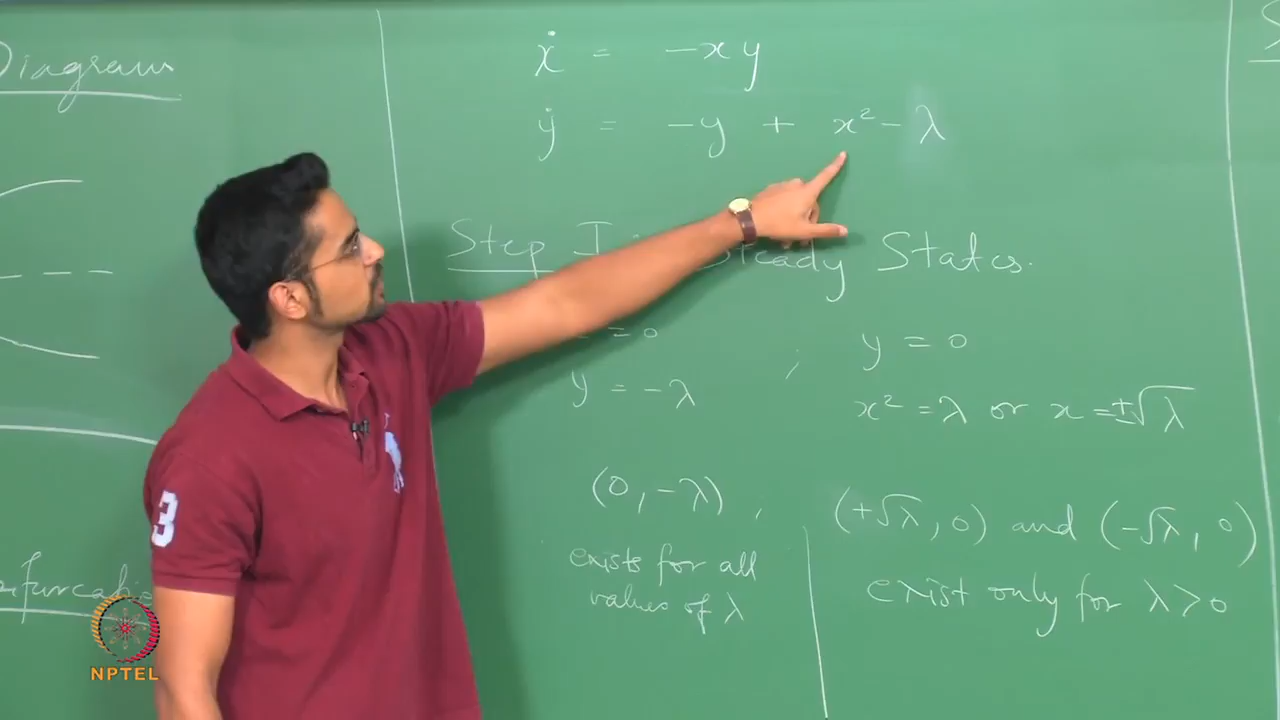 Diagram
ẋ = -xy
ẏ = -y + x² - λ
Step I : Steady States.
= 0
y = -λ
; y = 0
x² = λ or x = ±√λ
(0, -λ),
exists for all
values of λ
(+√λ, 0) and (-√λ, 0)
exist only for λ > 0
3
NPTEL